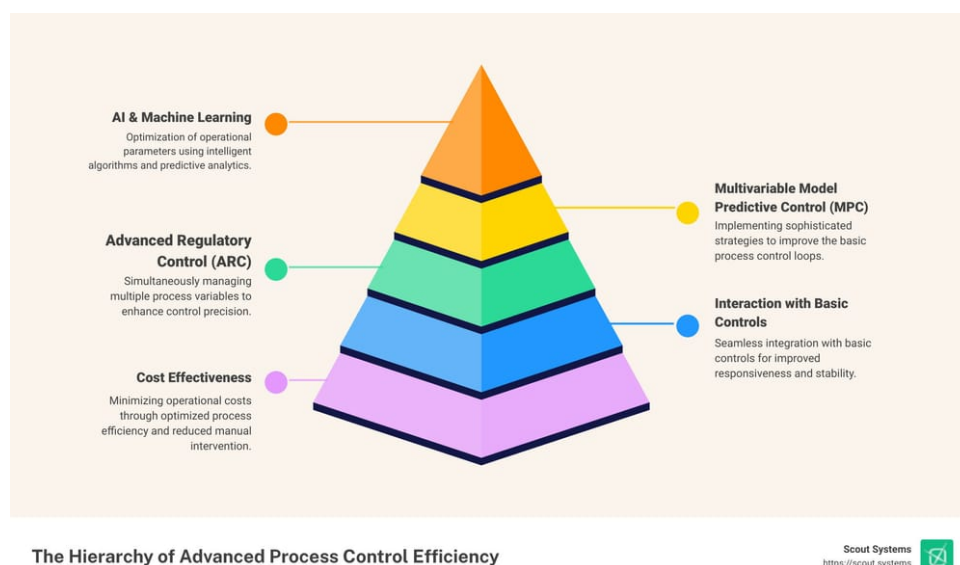 AI & Machine Learning
Optimization of operational
parameters using intelligent
algorithms and predictive analytics.
Multivariable Model
Predictive Control (MPC)
Implementing sophisticated
strategies to improve the basic
process control loops.
Advanced Regulatory
Control (ARC)
Simultaneously managing
multiple process variables to
enhance control precision.
Interaction with Basic
Controls
Seamless integration with basic
controls for improved
responsiveness and stability.
Cost Effectiveness
Minimizing operational costs
through optimized process
efficiency and reduced manual
intervention.
The Hierarchy of Advanced Process Control Efficiency
Scout Systems
https://scout.systems